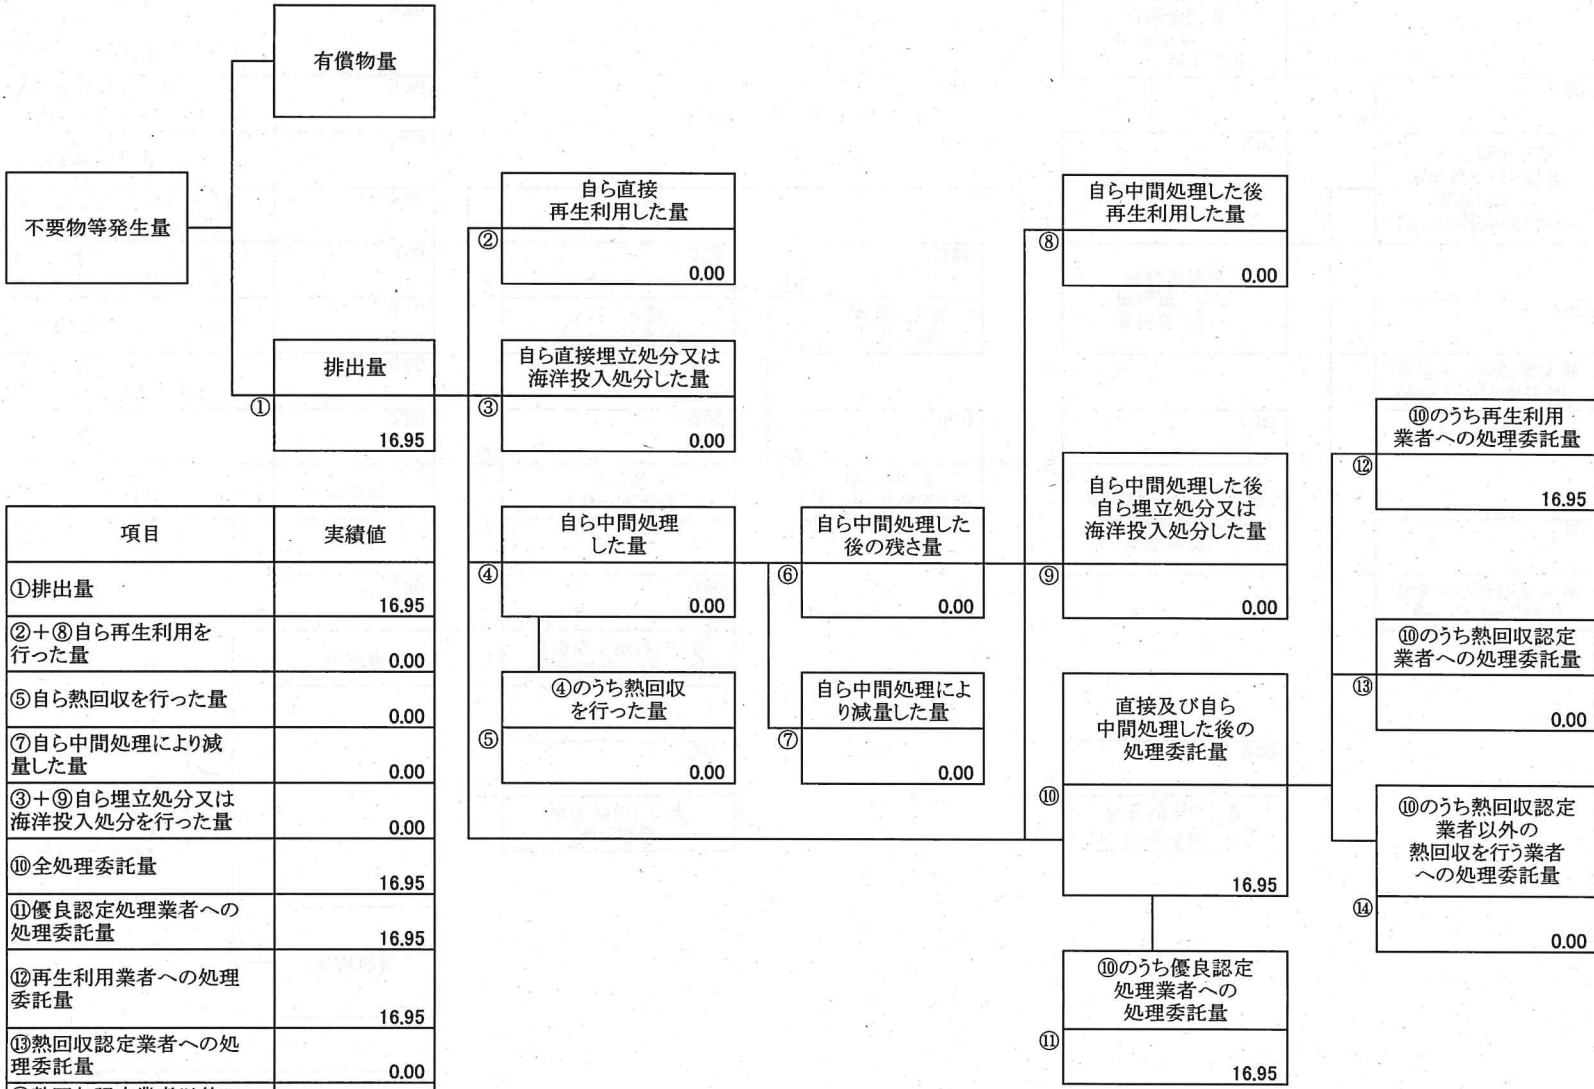 有償物量
不要物等発生量
排出量
①
16.95
自ら直接
再生利用した量
②
0.00
自ら直接埋立処分又は
海洋投入処分した量
③
0.00
自ら中間処理
した量
④
0.00
④のうち熱回収
を行った量
⑤
0.00
自ら中間処理した
後の残さ量
⑥
0.00
自ら中間処理によ
り減量した量
⑦
0.00
自ら中間処理した後
再生利用した量
⑧
0.00
自ら中間処理した後
自ら埋立処分又は
海洋投入処分した量
⑨
0.00
直接及び自ら
中間処理した後の
処理委託量
⑩
16.95
⑩のうち優良認定
処理業者への
処理委託量
⑪
16.95
⑩のうち再生利用
業者への処理委託量
⑫
16.95
⑩のうち熱回収認定
業者への処理委託量
⑬
0.00
⑩のうち熱回収認定
業者以外の
熱回収を行う業者
への処理委託量
⑭
0.00
項目 実績値
①排出量
16.95
②+⑧自ら再生利用を
行った量 0.00
⑤自ら熱回収を行った量
0.00
⑦自ら中間処理により減
量した量 0.00
③+⑨自ら埋立処分又は
海洋投入処分を行った量 0.00
⑩全処理委託量
16.95
⑪優良認定処理業者への
処理委託量 16.95
⑫再生利用業者への処理
委託量
16.95
⑬熱回収認定業者への処
理委託量 0.00